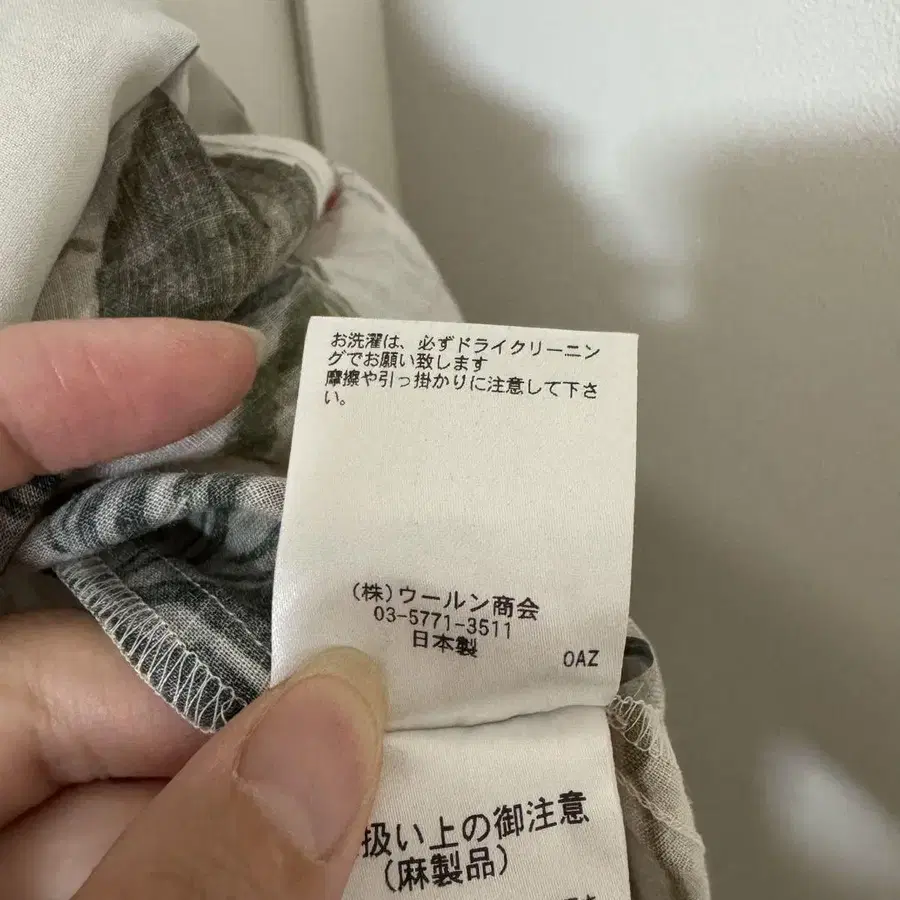 お洗濯は、必ずドライクリーニン
グでお願い致します
摩擦や引っ掛かりに注意して下さ
い。
(株)ウールン商会
03-5771-3511
日本製
OAZ
扱い上の御注意
(麻製品)